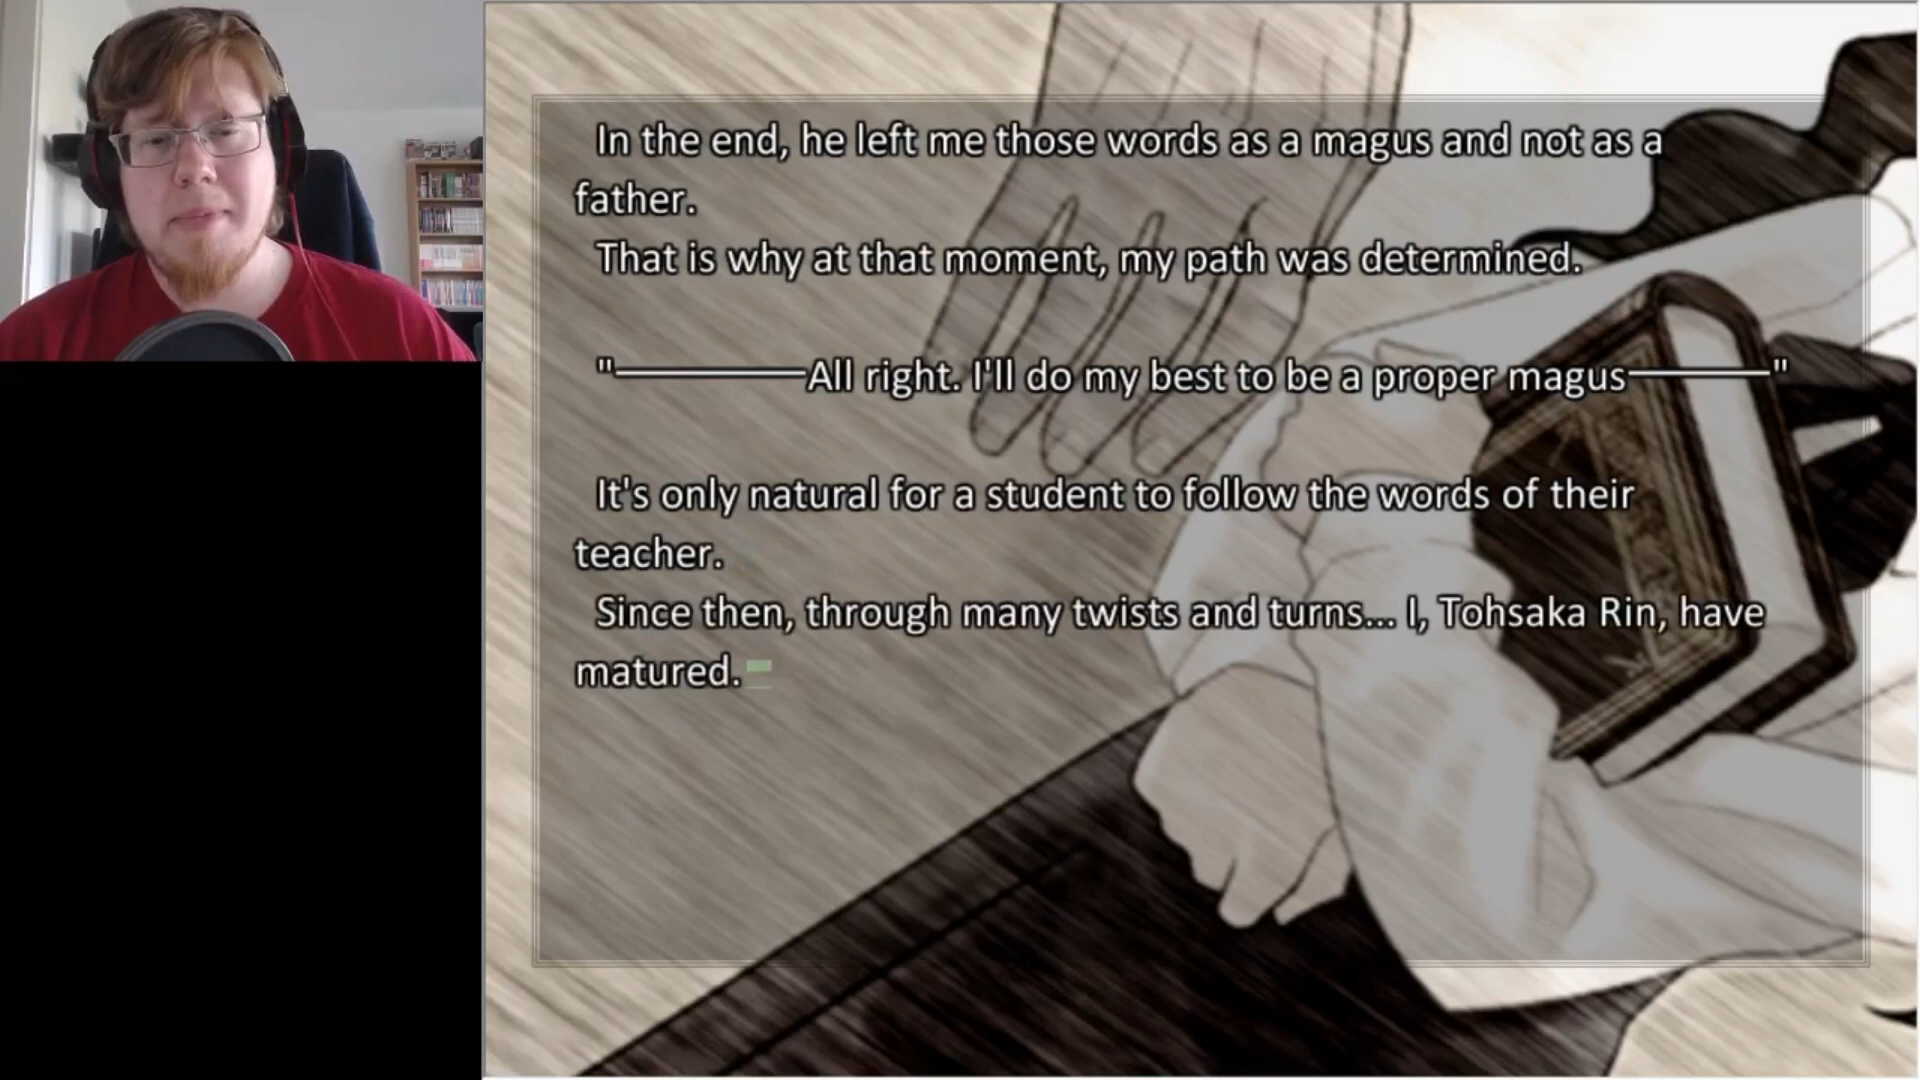 In the end, he left me those words as a magus and not as a
father.
That is why at that moment, my path was determined.
"————All right. I'll do my best to be a proper magus———"
It's only natural for a student to follow the words of their
teacher.
Since then, through many twists and turns... I, Tohsaka Rin, have
matured.